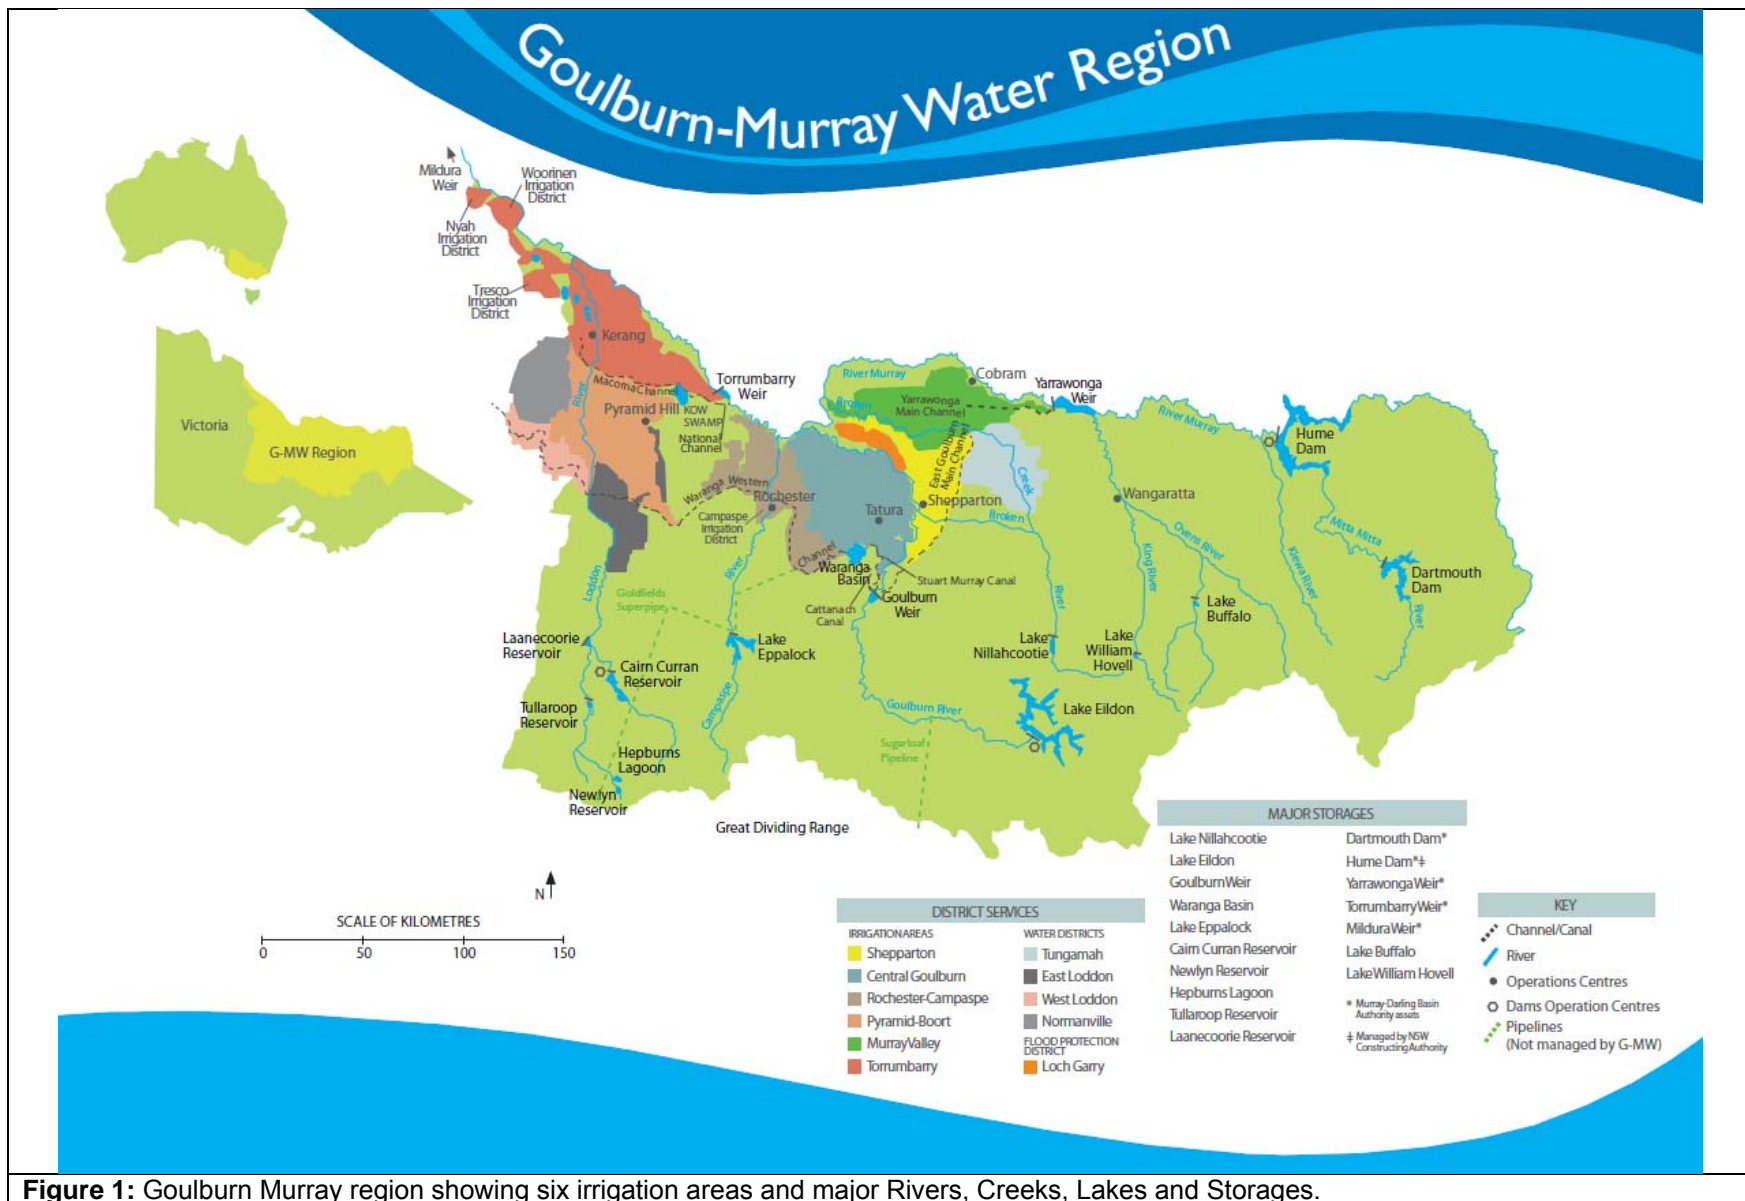 Goulburn-Murray Water Region
Mildura
Weir
Woorinen
Irrigation
District
Nyah
Irrigation
District
Tresco
Irrigation
District
Kerang
Macorna Channel
Torrumbarry
Weir
River
Pyramid Hill
KOW
SWAMP
National
Channel
River Murray
Cobram
Yarrawonga
Weir
Broken
Yarrawonga
Main Channel
River Murray
Hume
Dam
East Goulburn
Main Channel
Creek
Waranga Western
Rochester
Shepparton
Wangaratta
Tatura
Broken
Campaspe
Irrigation
District
Mitta Mitta
Ovens River
King River
Kiewa River
River
Channel
Waranga
Basin
Stuart Murray Canal
Dartmouth
Dam
Loddon
Goldfields
Superpipe
Cattanach
Canal
Goulburn
Weir
River
Lake
Buffalo
River
Laanecoorie
Reservoir
Lake
Eppalock
Lake
Nillahcootie
Lake
William
Hovell
Cairn Curran
Reservoir
Tullaroop
Reservoir
Campaspe
Goulburn River
Lake Eildon
Sugarloaf
Pipeline
Hepburns
Lagoon
Newlyn
Reservoir
Great Dividing Range
Victoria
G-MW Region
N
SCALE OF KILOMETRES
0 50 100 150
DISTRICT SERVICES
IRRIGATION AREAS
Shepparton
Central Goulburn
Rochester-Campaspe
Pyramid-Boort
Murray Valley
Torrumbarry
WATER DISTRICTS
Tungamah
East Loddon
West Loddon
Normanville
FLOOD PROTECTION
DISTRICT
Loch Garry
MAJOR STORAGES
Lake Nillahcootie
Lake Eildon
Goulburn Weir
Waranga Basin
Lake Eppalock
Cairn Curran Reservoir
Newlyn Reservoir
Hepburns Lagoon
Tullaroop Reservoir
Laanecoorie Reservoir
Dartmouth Dam*
Hume Dam*‡
Yarrawonga Weir*
Torrumbarry Weir*
Mildura Weir*
Lake Buffalo
Lake William Hovell
* Murray-Darling Basin
Authority assets
‡ Managed by NSW
Constructing Authority
KEY
Channel/Canal
River
Operations Centres
Dams Operation Centres
Pipelines
(Not managed by G-MW)
Figure 1: Goulburn Murray region showing six irrigation areas and major Rivers, Creeks, Lakes and Storages.